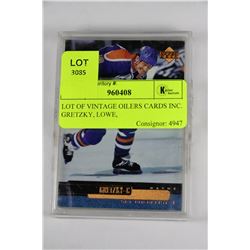 LOT
3085
960408
LOT OF VINTAGE OILERS CARDS INC.
GRETZKY, LOWE,
Consignor: 4947